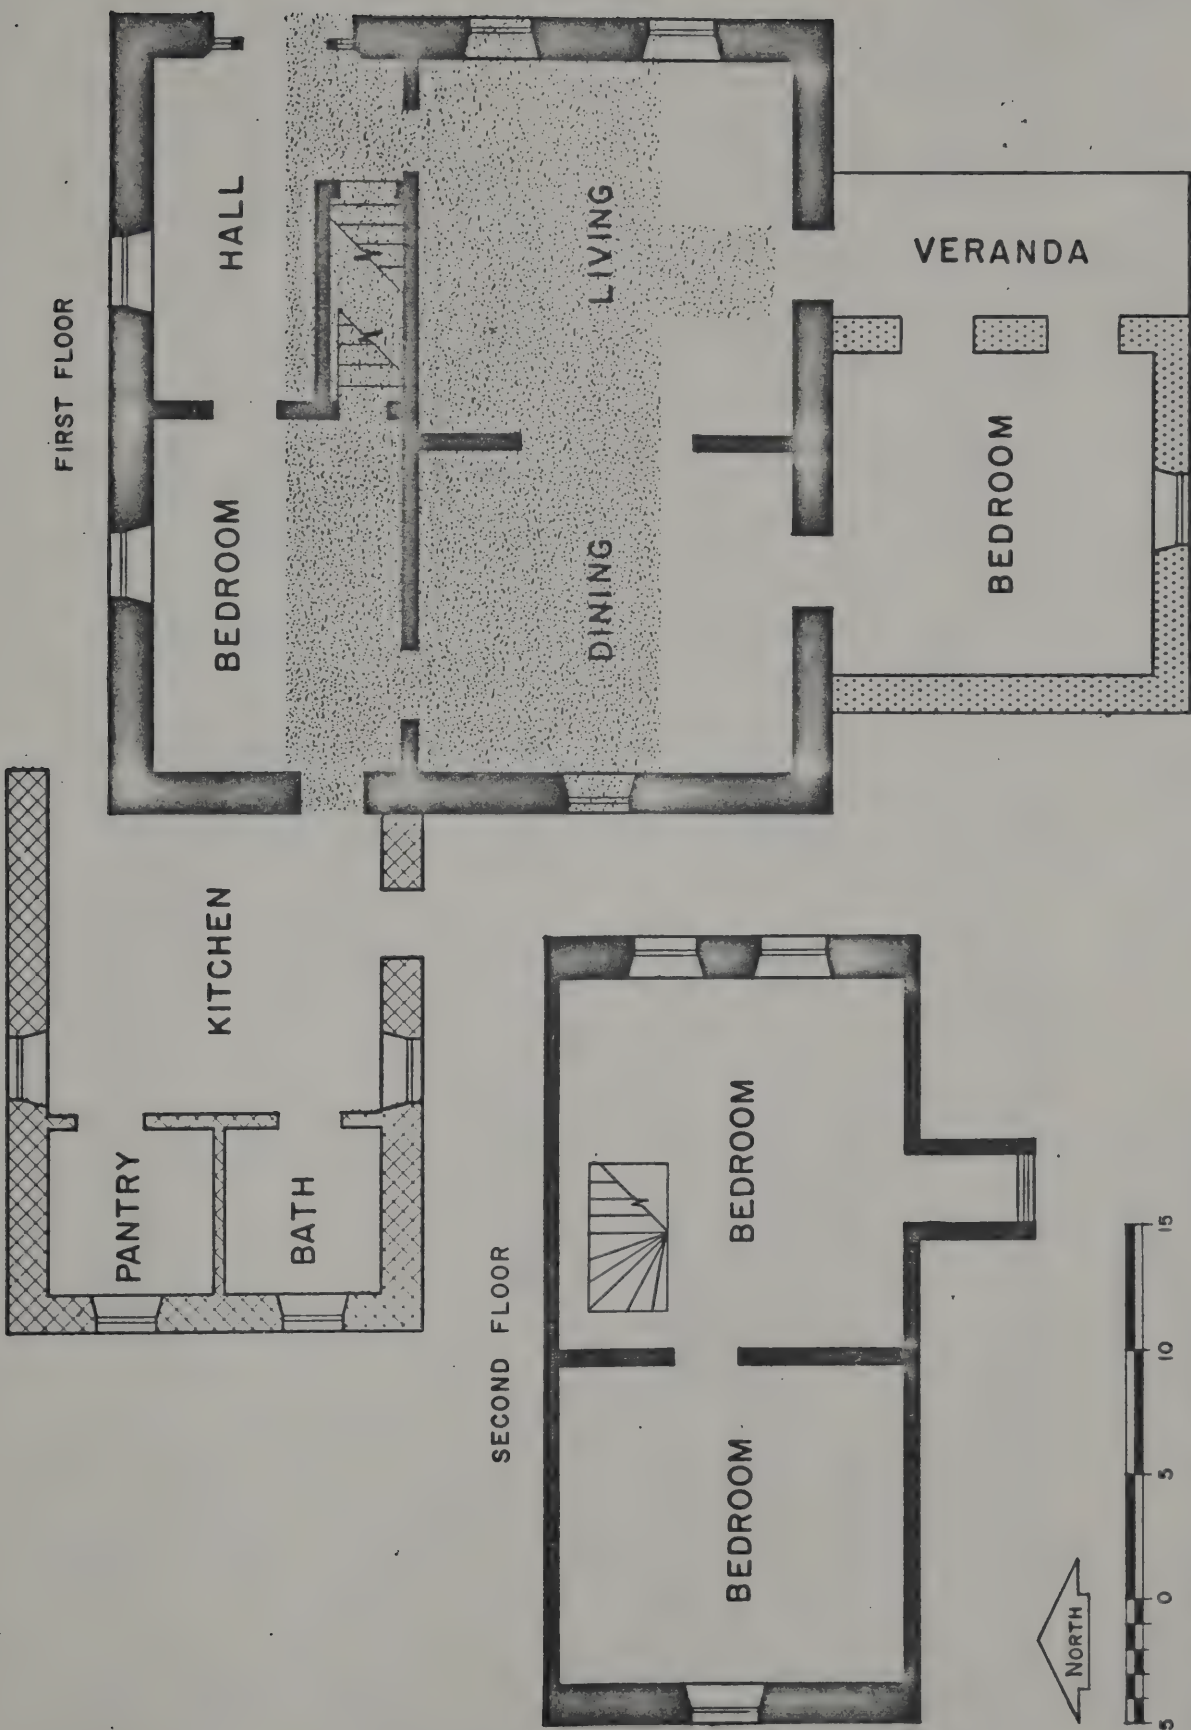 FIRST FLOOR
HALL
BEDROOM
LIVING
DINING
VERANDA
BEDROOM
KITCHEN
PANTRY
BATH
SECOND FLOOR
BEDROOM
BEDROOM
NORTH
5 0 5 10 15